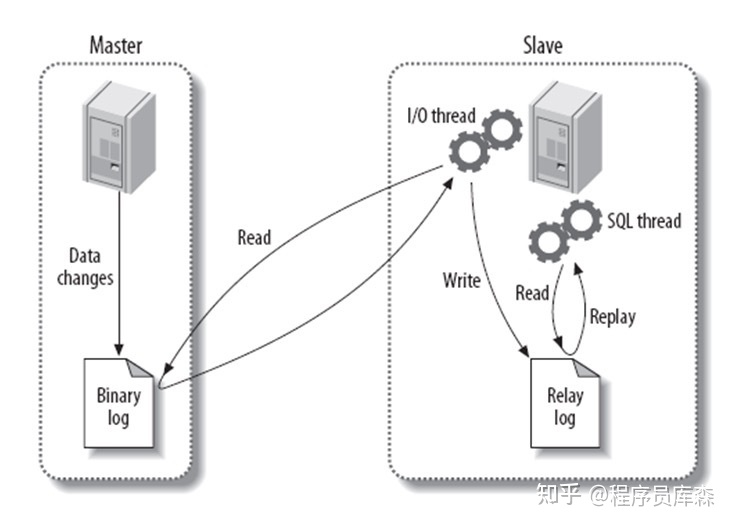 Master
Slave
I/O thread
SQL thread
Data
changes
Read
Write
Read
Replay
Binary
log
Relay
log
知乎 @程序员库森